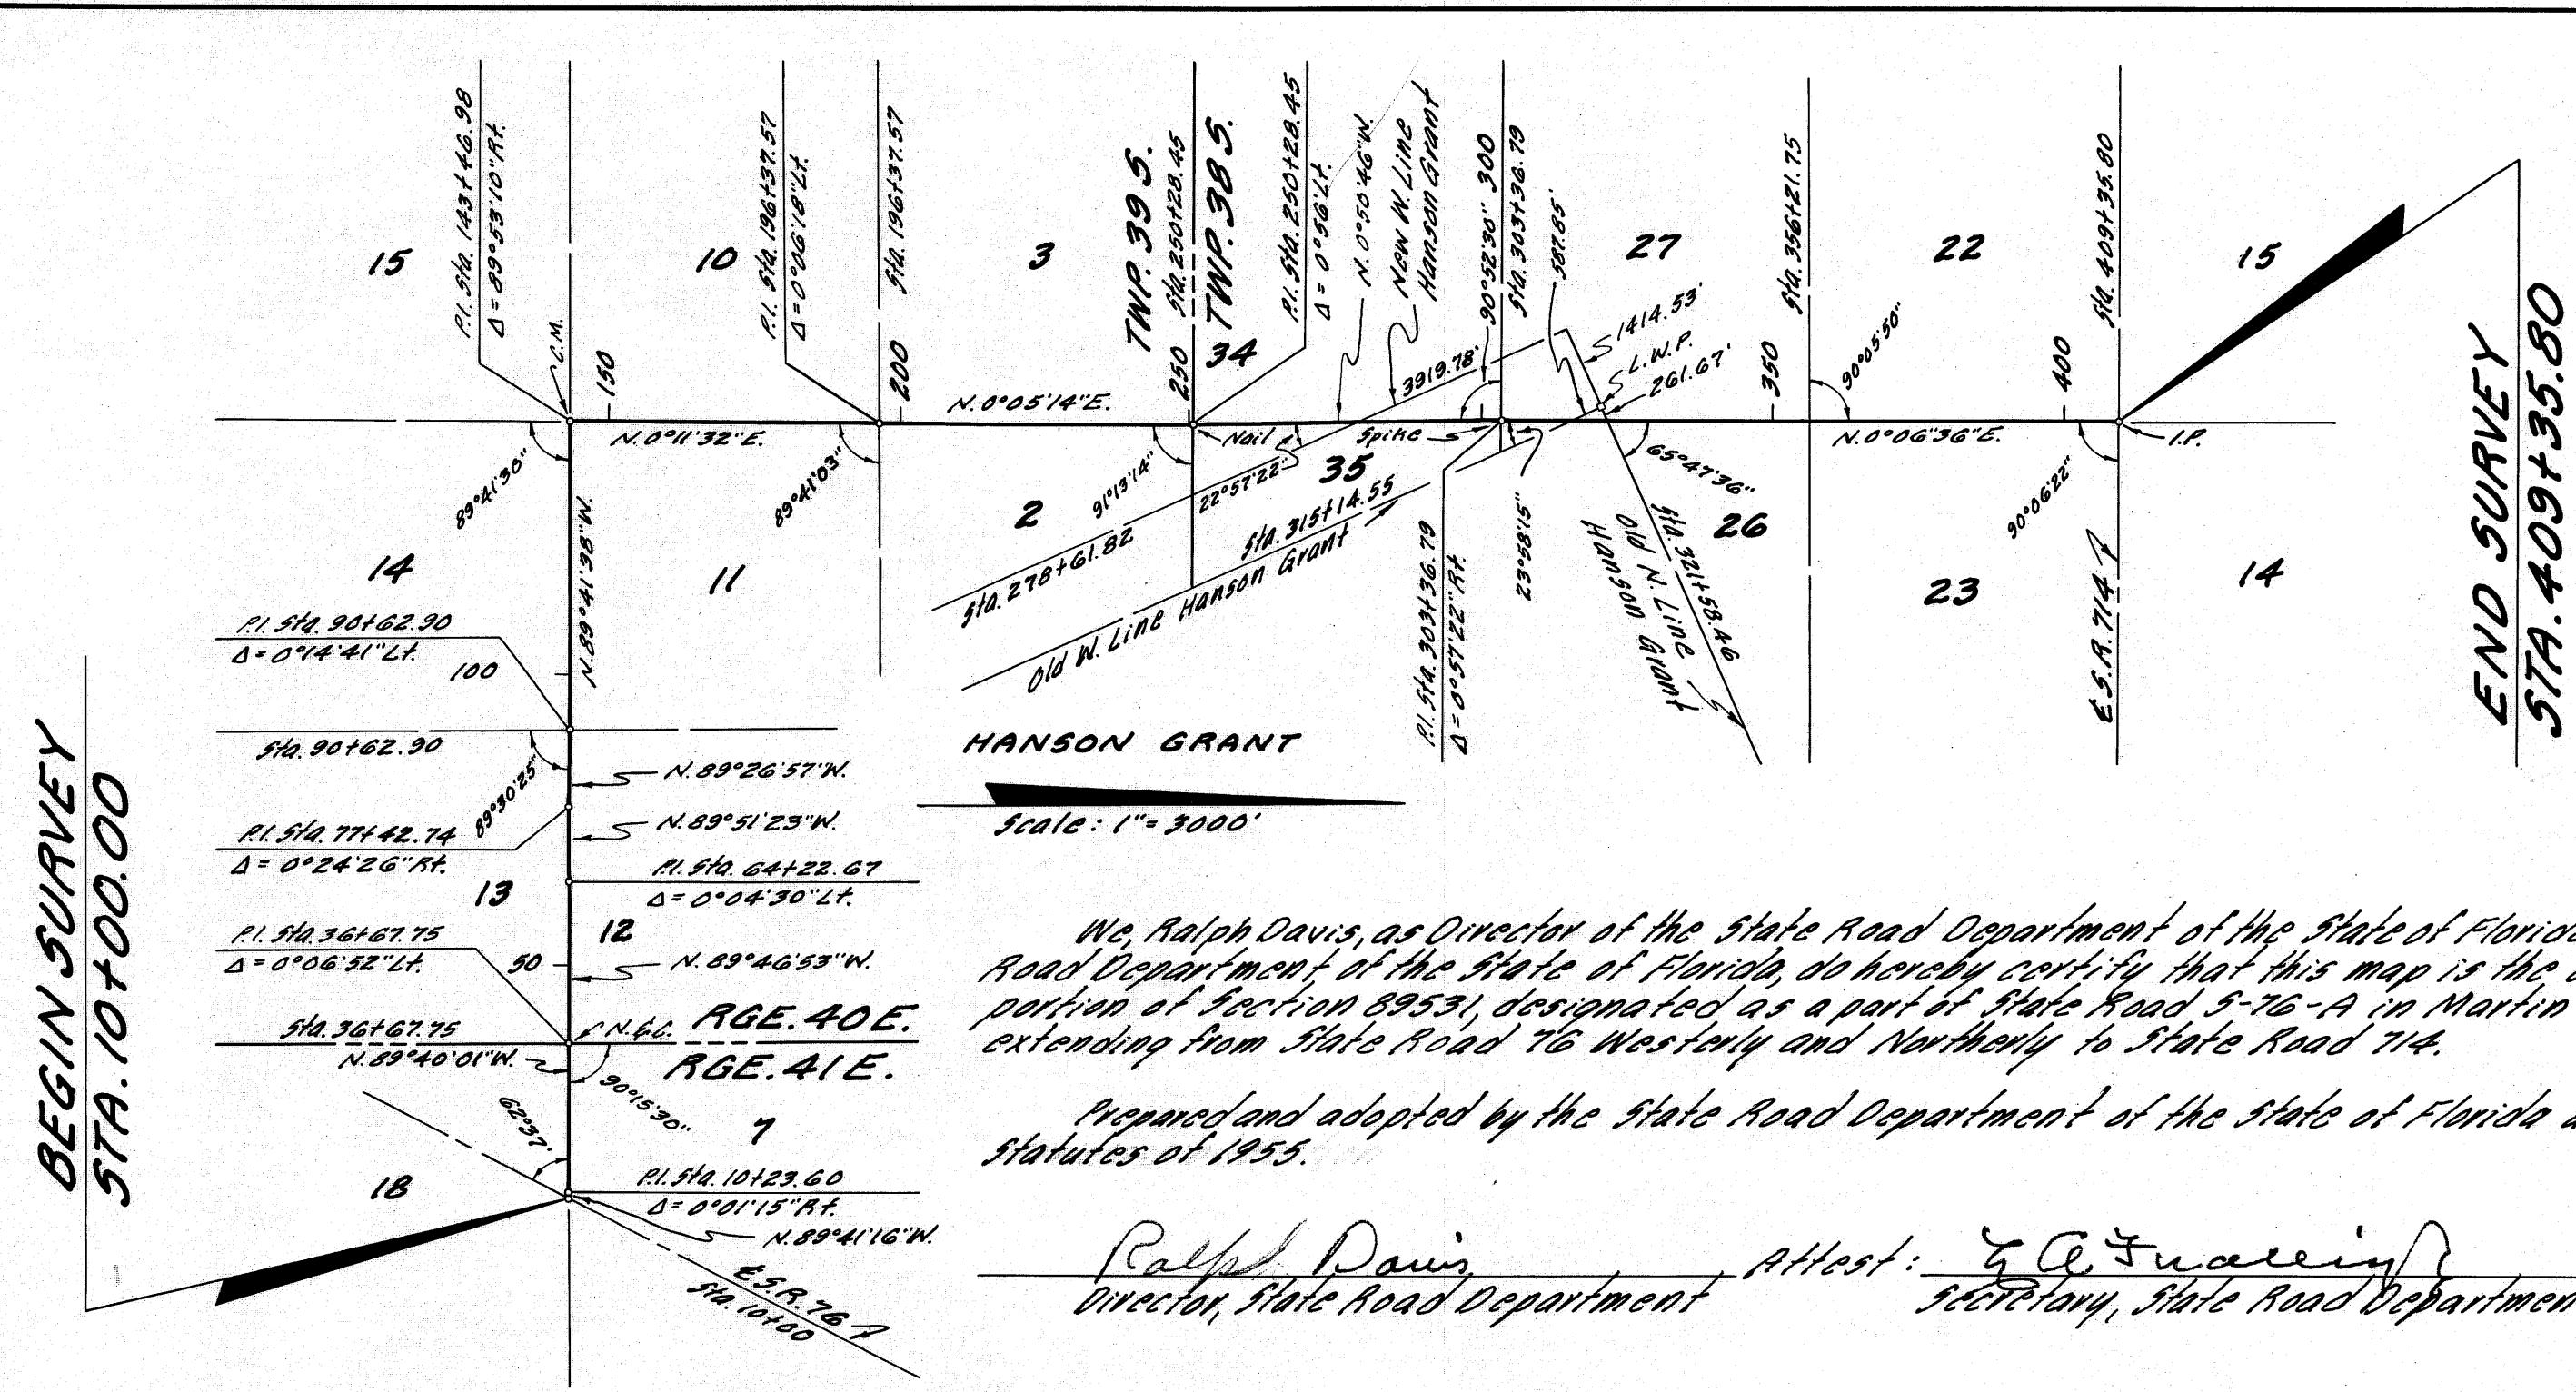 BEGIN SURVEY
STA. 10+00.00
15
P.I. Sta. 143+46.98
Δ = 89°53'10" Rt.
C.M.
150
10
P.I. Sta. 196+37.57
Δ = 0°06'18" Lt.
Sta. 196+37.57
200
3
TWP. 39 S.
Sta. 250+28.45
TWP. 38 S.
250
34
P.I. Sta. 250+28.45
Δ = 0°56' Lt.
N. 0°50'46" W.
New W. Line
Hanson Grant
90°52'30"
300
Sta. 303+36.79
587.85'
27
1414.53'
L.W.P.
261.67'
3919.78'
Sta. 356+21.75
350
90°05'50"
22
400
Sta. 409+35.80
15
END SURVEY
STA. 409+35.80
N. 0°11'32" E.
N. 0°05'14" E.
Nail
Spike
N. 0°06'36" E.
I.P.
89°41'30"
89°41'03"
91°13'14"
22°57'22"
35
65°47'36"
90°06'22"
14
N. 89°41'38" W.
11
2
Sta. 278+61.82
Sta. 315+14.55
Old W. Line Hanson Grant
P.I. Sta. 303+36.79
Δ = 0°57'22" Rt.
23°58'15"
Sta. 321+58.46
Old N. Line
Hanson Grant
26
23
℄ S.R. 714
14
P.I. Sta. 90+62.90
Δ = 0°14'41" Lt.
100
Sta. 90+62.90
89°30'25"
N. 89°26'57" W.
HANSON GRANT
Scale: 1" = 3000'
P.I. Sta. 77+42.74
Δ = 0°24'26" Rt.
N. 89°51'23" W.
P.I. Sta. 64+22.67
Δ = 0°04'30" Lt.
13
12
P.I. Sta. 36+67.75
Δ = 0°06'52" Lt.
50
N. 89°46'53" W.
Sta. 36+67.75
N.&C.
RGE. 40 E.
N. 89°40'01" W.
RGE. 41 E.
90°15'30"
62°37'
7
18
P.I. Sta. 10+23.60
Δ = 0°01'15" Rt.
N. 89°41'16" W.
℄ S.R. 76
Sta. 10+00
We, Ralph Davis, as Director of the State Road Department of the State of Florida
Road Department, of the State of Florida, do hereby certify that this map is the
portion of Section 89531, designated as a part of State Road S-76-A in Martin
extending from State Road 76 Westerly and Northerly to State Road 714.
Prepared and adopted by the State Road Department of the State of Florida
Statutes of 1955.
Ralph Davis
Director, State Road Department
Attest:
Secretary, State Road Departmen